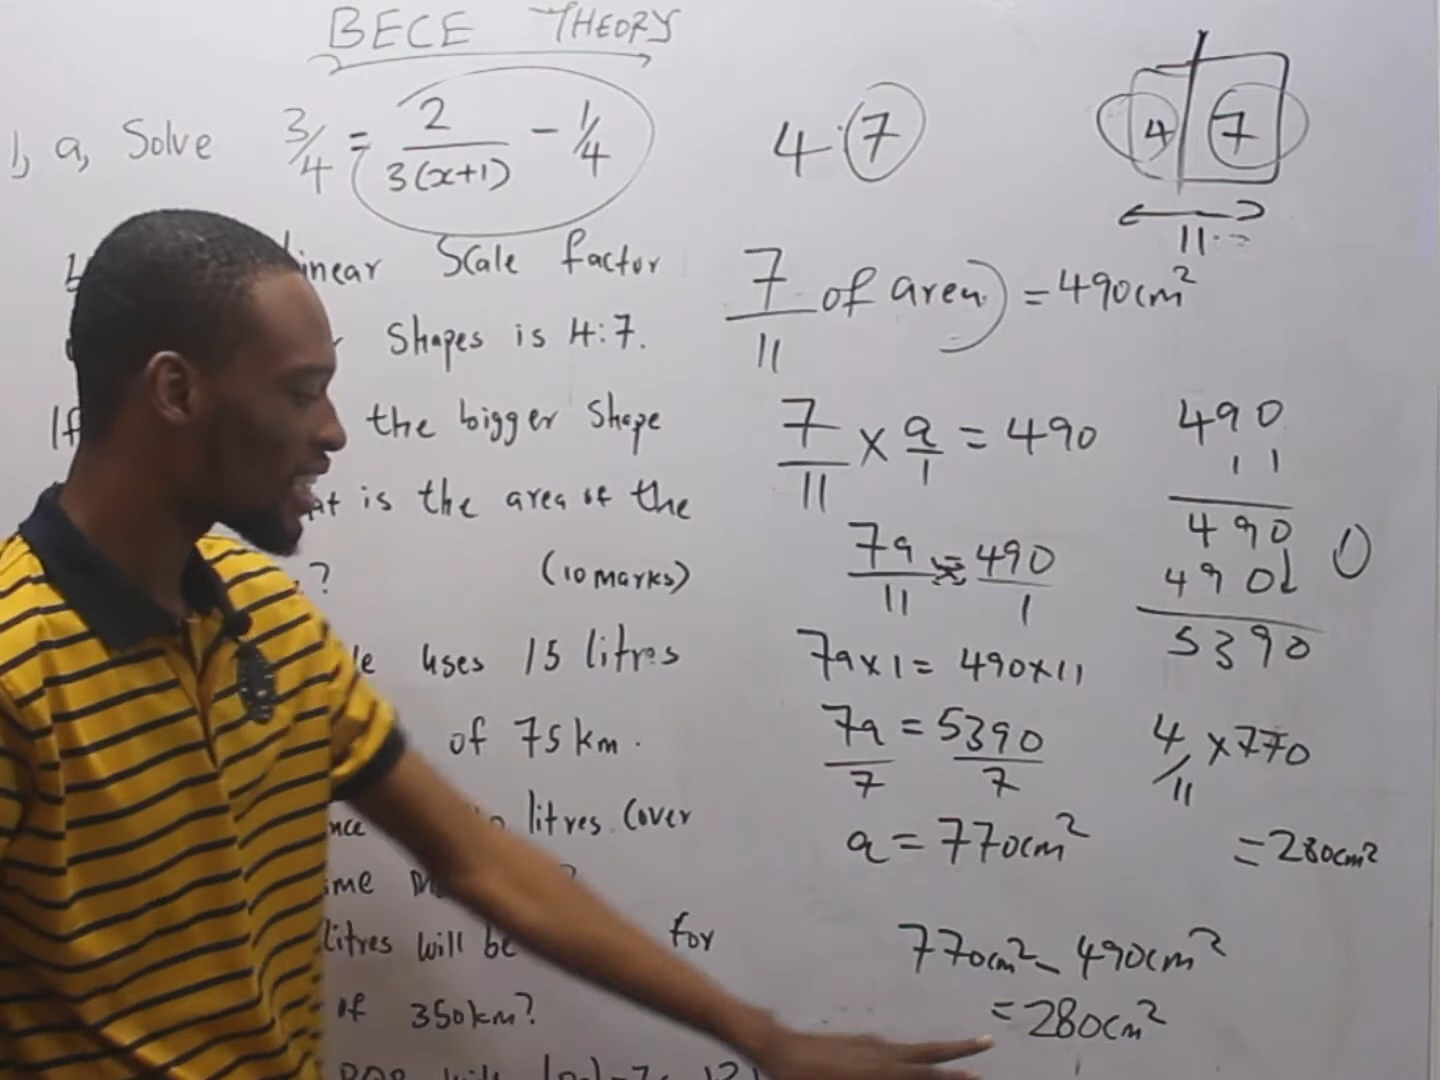 BECE THEORY
1, a, Solve 3/4 = 2/3(x+1) - 1/4
Scale factor
Shapes is 4:7.
If the bigger Shape
is the area of the
? (10 marks)
uses 15 litres
of 75 km.
litres cover
litres will be for
of 350km?
4:7
4 7
11
7/11 of area) = 490cm²
7/11 x a/1 = 490
7a/11 = 490/1
7a x 1 = 490 x 11
7a/7 = 5390/7
a = 770cm²
770cm² - 490cm²
= 280cm²
490
11
490 0
490↓
5390
4/11 x 770
= 280cm²